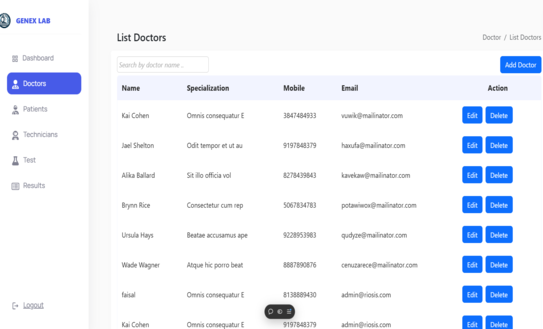 GENEX LAB
Dashboard
Doctors
Patients
Technicians
Test
Results
Logout
List Doctors
Doctor / List Doctors
Search by doctor name...
Add Doctor
Name Specialization Mobile Email Action
Kai Cohen Omnis consequatur E 3847484933 vuwik@mailinator.com Edit Delete
Jael Shelton Odit tempor et ut au 9197848379 haxufa@mailinator.com Edit Delete
Alika Ballard Sit illo officia vol 8278439843 kavekaw@mailinator.com Edit Delete
Brynn Rice Consectetur cum rep 5067834783 potawiwox@mailinator.com Edit Delete
Ursula Hays Beatae accusamus ape 9228953983 qudyze@mailinator.com Edit Delete
Wade Wagner Atque hic porro beat 8887890876 cenuzarece@mailinator.com Edit Delete
faisal Omnis consequatur E 8138889430 admin@riosis.com Edit Delete
Kai Cohen Omnis consequatur E 9197848379 admin@riosis.com Edit Delete